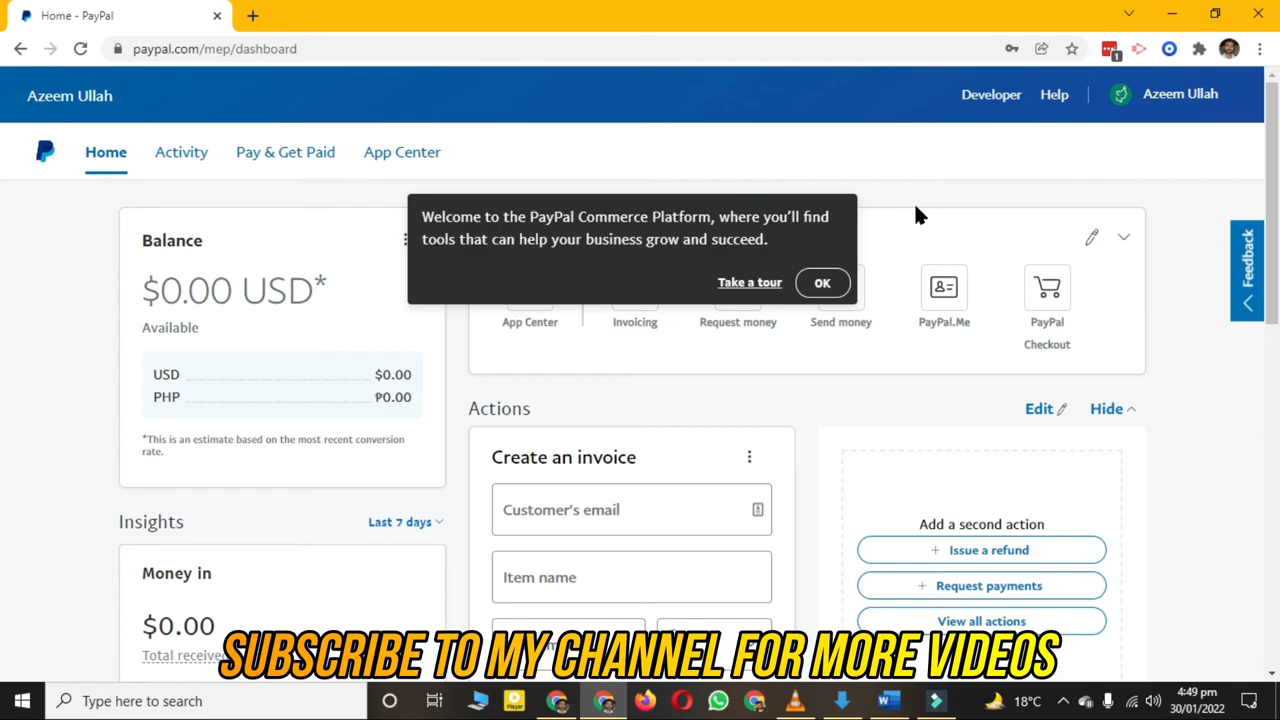 Home - PayPal
paypal.com/mep/dashboard
1
Azeem Ullah
Developer
Help
Azeem Ullah
Home
Activity
Pay & Get Paid
App Center
Welcome to the PayPal Commerce Platform, where you'll find
tools that can help your business grow and succeed.
Take a tour
OK
Balance
$0.00 USD*
Available
USD $0.00
PHP ₱0.00
*This is an estimate based on the most recent conversion
rate.
App Center
Invoicing
Request money
Send money
PayPal.Me
PayPal
Checkout
Feedback
Actions
Edit
Hide
Create an invoice
Customer's email
Item name
Add a second action
+ Issue a refund
+ Request payments
View all actions
Insights
Last 7 days
Money in
$0.00
Total received
SUBSCRIBE TO MY CHANNEL FOR MORE VIDEOS
Type here to search
18°C
4:49 pm
30/01/2022